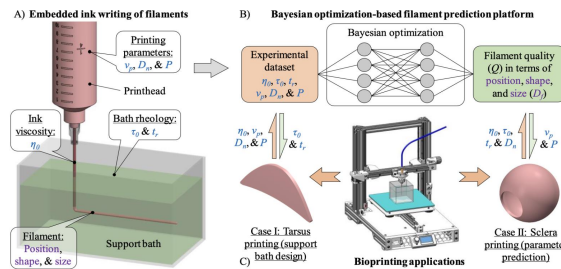 A) Embedded ink writing of filaments
Printing
parameters:
vₚ, Dₙ, & P
Printhead
Ink
viscosity:
η₀
Bath rheology:
τ₀ & tᵣ
Filament:
Position,
shape, & size
Support bath
B) Bayesian optimization-based filament prediction platform
Bayesian optimization
Experimental
dataset
η₀, τ₀, tᵣ,
vₚ, Dₙ, & P
Filament quality
(Q) in terms of
position, shape,
and size (D_f)
η₀, vₚ,
Dₙ, & P
τ₀
& tᵣ
η₀, τ₀,
tᵣ & Dₙ
vₚ
& P
Case I: Tarsus
printing (support
bath design)
Case II: Sclera
printing (parameter
prediction)
C) Bioprinting applications